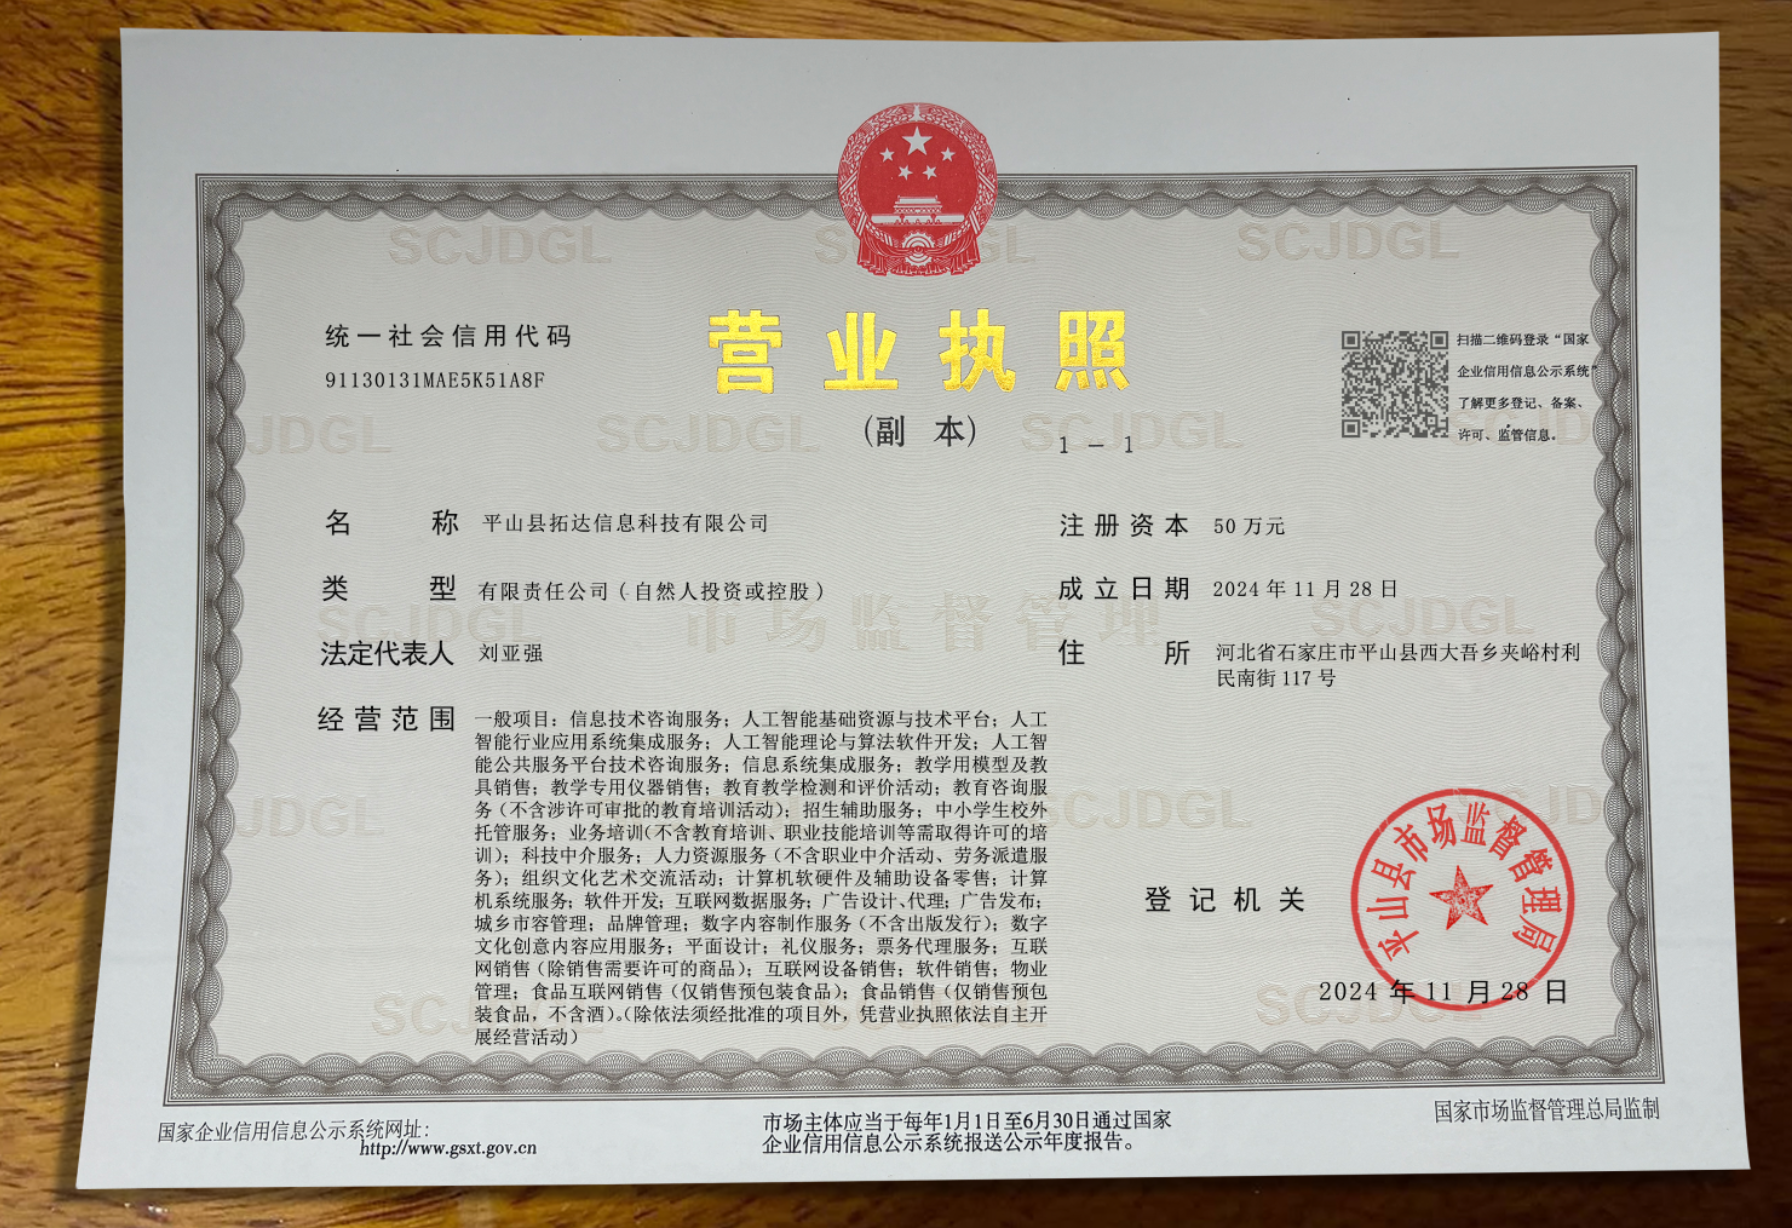 统一社会信用代码
91130131MAE5K51A8F
营业执照
(副 本)
1 - 1
扫描二维码登录“国家
企业信用信息公示系统”
了解更多登记、备案、
许可、监管信息。
名称 平山县拓达信息科技有限公司
类型 有限责任公司(自然人投资或控股)
法定代表人 刘亚强
经营范围 一般项目：信息技术咨询服务；人工智能基础资源与技术平台；人工
智能行业应用系统集成服务；人工智能理论与算法软件开发；人工智
能公共服务平台技术咨询服务；信息系统集成服务；教学用模型及教
具销售；教学专用仪器销售；教育教学检测和评价活动；教育咨询服
务（不含涉许可审批的教育培训活动）；招生辅助服务；中小学生校外
托管服务；业务培训（不含教育培训、职业技能培训等需取得许可的培
训）；科技中介服务；人力资源服务（不含职业中介活动、劳务派遣服
务）；组织文化艺术交流活动；计算机软硬件及辅助设备零售；计算
机系统服务；软件开发；互联网数据服务；广告设计、代理；广告发布；
城乡市容管理；品牌管理；数字内容制作服务（不含出版发行）；数字
文化创意内容应用服务；平面设计；礼仪服务；票务代理服务；互联
网销售（除销售需要许可的商品）；互联网设备销售；软件销售；物业
管理；食品互联网销售（仅销售预包装食品）；食品销售（仅销售预包
装食品，不含酒）。（除依法须经批准的项目外，凭营业执照依法自主开
展经营活动）
注册资本 50万元
成立日期 2024年11月28日
住所 河北省石家庄市平山县西大吾乡夹峪村利
民南街117号
登记机关
平山县市场监督管理局
2024年11月28日
国家企业信用信息公示系统网址：
http://www.gsxt.gov.cn
市场主体应当于每年1月1日至6月30日通过国家
企业信用信息公示系统报送公示年度报告。
国家市场监督管理总局监制
SCJDGL
市场监督管理